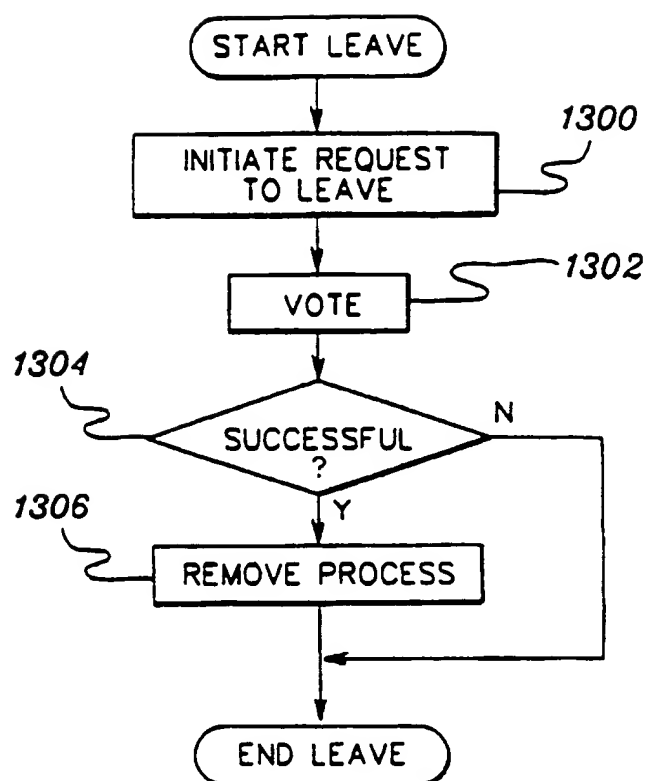 START LEAVE
1300
INITIATE REQUEST
TO LEAVE
1302
VOTE
1304
N
SUCCESSFUL
?
Y
1306
REMOVE PROCESS
END LEAVE